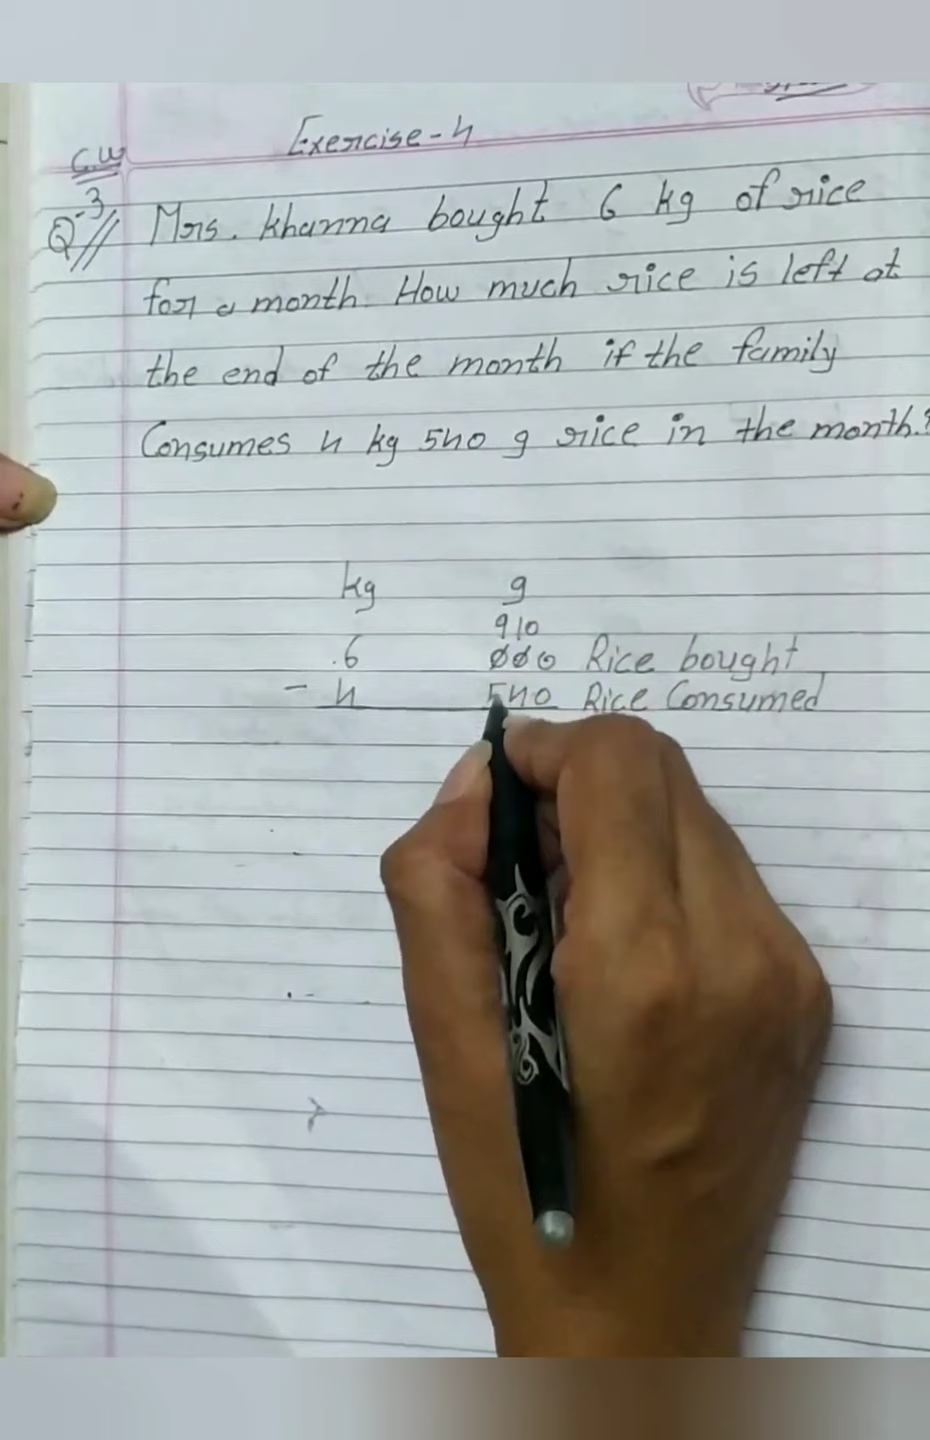 Exercise-4
C.W
Q-3// Mrs. Khanna bought 6 kg of rice
for a month. How much rice is left at
the end of the month if the family
Consumes 4 kg 540 g rice in the month.?
kg g
9 10
6 000 Rice bought
- 4 540 Rice Consumed